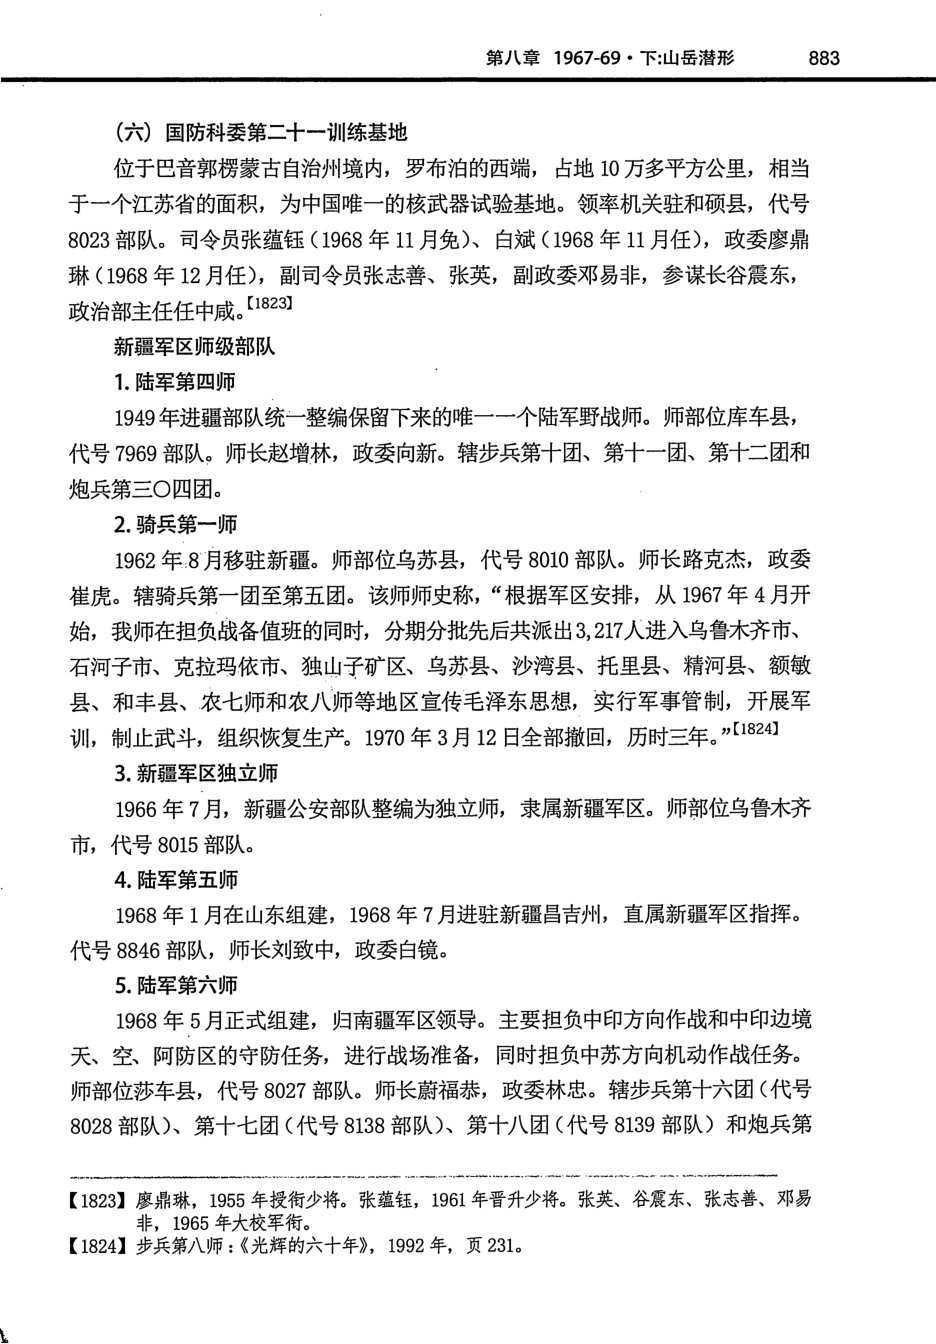 第八章 1967-69·下:山岳潜形 883
(六) 国防科委第二十一训练基地
位于巴音郭楞蒙古自治州境内，罗布泊的西端，占地 10 万多平方公里，相当
于一个江苏省的面积，为中国唯一的核武器试验基地。领率机关驻和硕县，代号
8023 部队。司令员张蕴钰(1968 年 11 月免)、白斌(1968 年 11 月任)，政委廖鼎
琳(1968 年 12 月任)，副司令员张志善、张英，副政委邓易非，参谋长谷震东，
政治部主任任中咸。【1823】
新疆军区师级部队
1. 陆军第四师
1949 年进疆部队统一整编保留下来的唯一一个陆军野战师。师部位库车县，
代号 7969 部队。师长赵增林，政委向新。辖步兵第十团、第十一团、第十二团和
炮兵第三〇四团。
2. 骑兵第一师
1962 年 8 月移驻新疆。师部位乌苏县，代号 8010 部队。师长路克杰，政委
崔虎。辖骑兵第一团至第五团。该师师史称，“根据军区安排，从 1967 年 4 月开
始，我师在担负战备值班的同时，分期分批先后共派出3,217人进入乌鲁木齐市、
石河子市、克拉玛依市、独山子矿区、乌苏县、沙湾县、托里县、精河县、额敏
县、和丰县、农七师和农八师等地区宣传毛泽东思想，实行军事管制，开展军
训，制止武斗，组织恢复生产。1970 年 3 月 12 日全部撤回，历时三年。”【1824】
3. 新疆军区独立师
1966 年 7 月，新疆公安部队整编为独立师，隶属新疆军区。师部位乌鲁木齐
市，代号 8015 部队。
4. 陆军第五师
1968 年 1 月在山东组建，1968 年 7 月进驻新疆昌吉州，直属新疆军区指挥。
代号 8846 部队，师长刘致中，政委白镜。
5. 陆军第六师
1968 年 5 月正式组建，归南疆军区领导。主要担负中印方向作战和中印边境
天、空、阿防区的守防任务，进行战场准备，同时担负中苏方向机动作战任务。
师部位莎车县，代号 8027 部队。师长蔚福恭，政委林忠。辖步兵第十六团(代号
8028 部队)、第十七团(代号 8138 部队)、第十八团(代号 8139 部队) 和炮兵第
【1823】廖鼎琳，1955 年授衔少将。张蕴钰，1961 年晋升少将。张英、谷震东、张志善、邓易
非，1965 年大校军衔。
【1824】步兵第八师:《光辉的六十年》，1992 年，页 231。